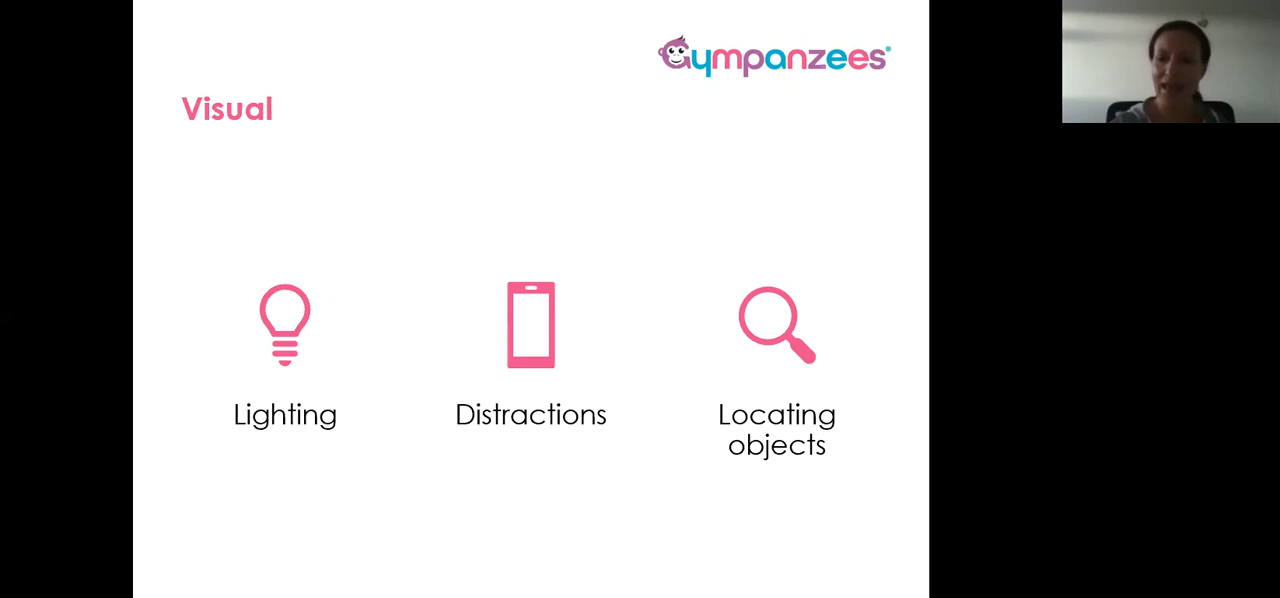 Gympanzees®
Visual
Lighting
Distractions
Locating
objects